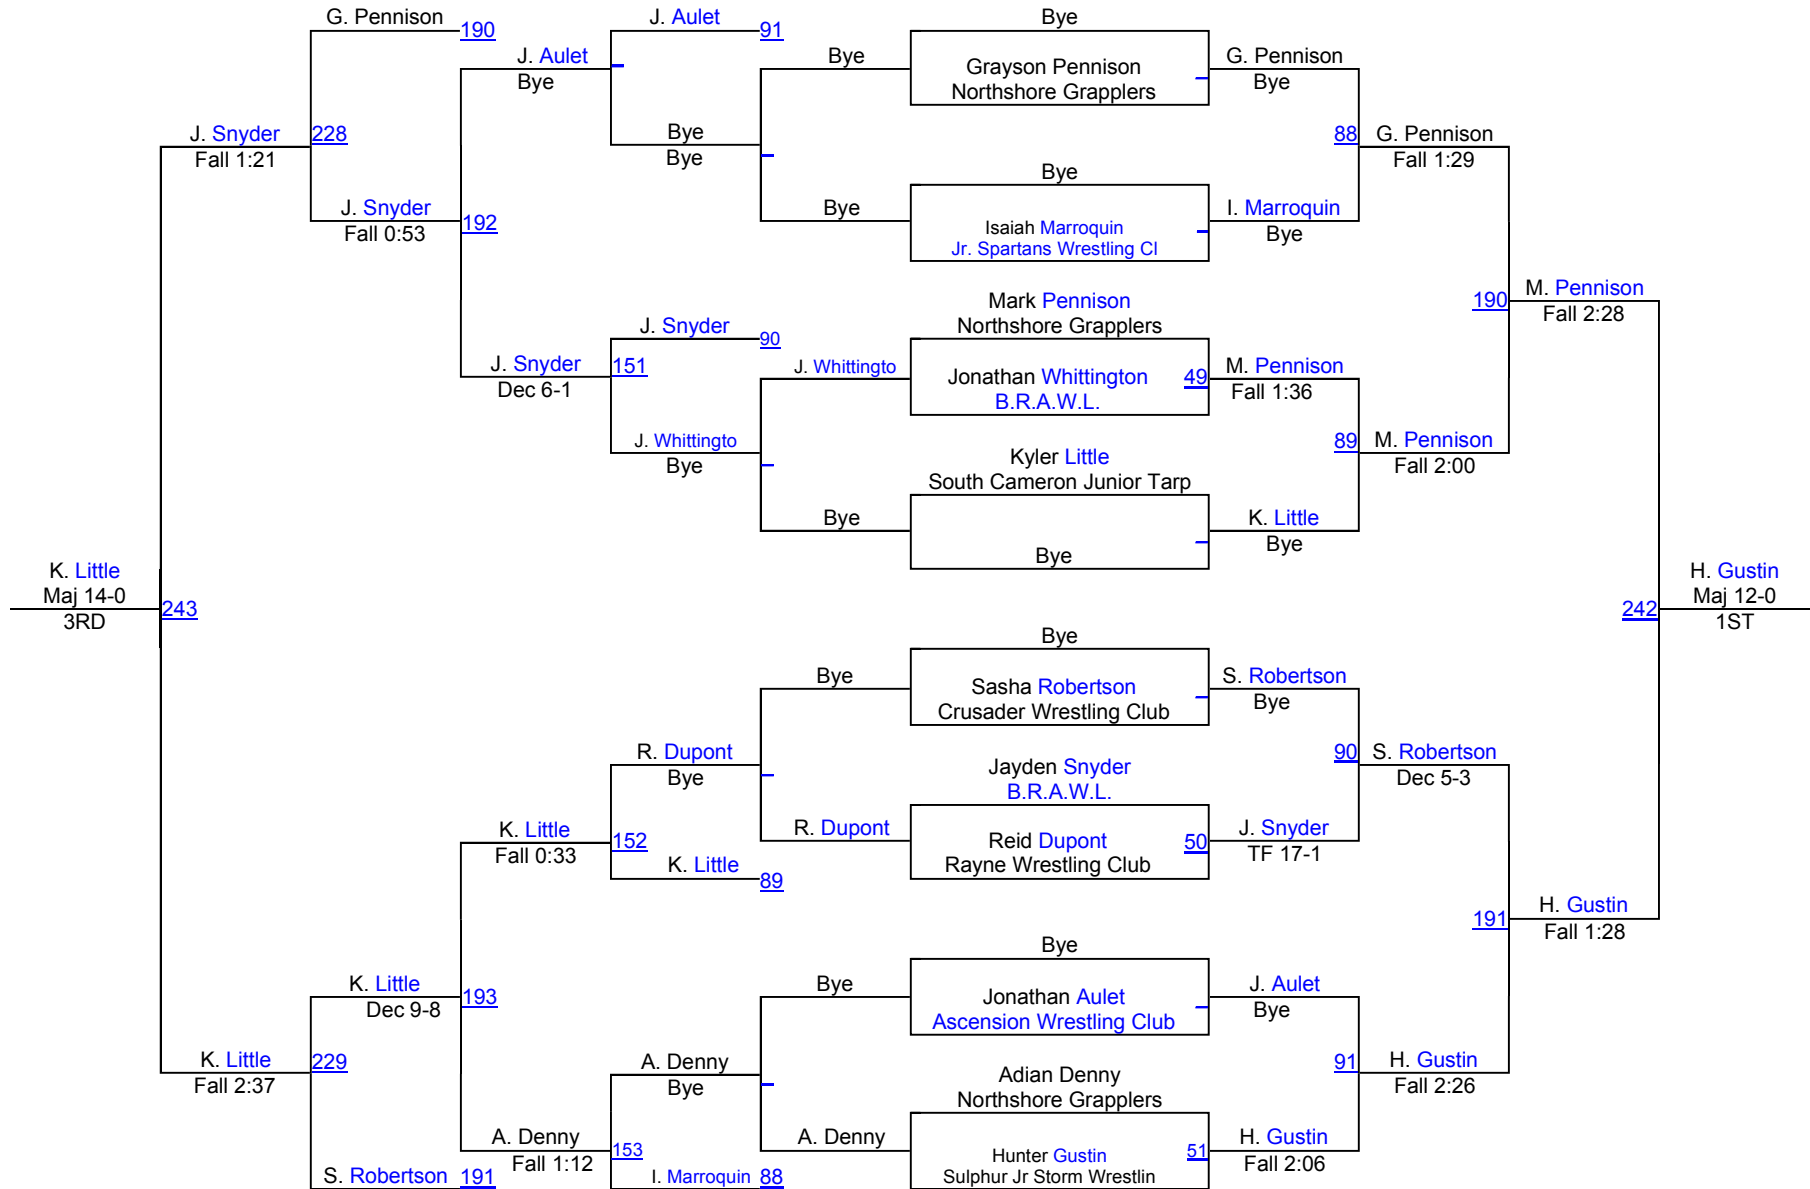 G. Pennison
190
J. Snyder
Fall 1:21
228
J. Snyder
Fall 0:53
192
J. Aulet
Bye
J. Aulet
91
Bye
Bye
Bye
Bye
J. Snyder
Dec 6-1
151
J. Snyder
90
J. Whittingto
Bye
J. Whittingto
Bye
K. Little
Maj 14-0
3RD
243
K. Little
Fall 2:37
229
K. Little
Dec 9-8
193
K. Little
Fall 0:33
152
R. Dupont
Bye
K. Little
89
Bye
R. Dupont
A. Denny
Fall 1:12
153
A. Denny
Bye
I. Marroquin
88
Bye
A. Denny
S. Robertson
191
Bye
Grayson Pennison
Northshore Grapplers
Bye
Isaiah Marroquin
Jr. Spartans Wrestling Cl
Mark Pennison
Northshore Grapplers
Jonathan Whittington
B.R.A.W.L.
49
Kyler Little
South Cameron Junior Tarp
Bye
Bye
Sasha Robertson
Crusader Wrestling Club
Jayden Snyder
B.R.A.W.L.
Reid Dupont
Rayne Wrestling Club
50
Bye
Jonathan Aulet
Ascension Wrestling Club
Adian Denny
Northshore Grapplers
Hunter Gustin
Sulphur Jr Storm Wrestlin
51
G. Pennison
Bye
88
I. Marroquin
Bye
M. Pennison
Fall 1:36
89
K. Little
Bye
S. Robertson
Bye
90
J. Snyder
TF 17-1
J. Aulet
Bye
91
H. Gustin
Fall 2:06
G. Pennison
Fall 1:29
190
M. Pennison
Fall 2:00
S. Robertson
Dec 5-3
191
H. Gustin
Fall 2:26
M. Pennison
Fall 2:28
242
H. Gustin
Fall 1:28
H. Gustin
Maj 12-0
1ST